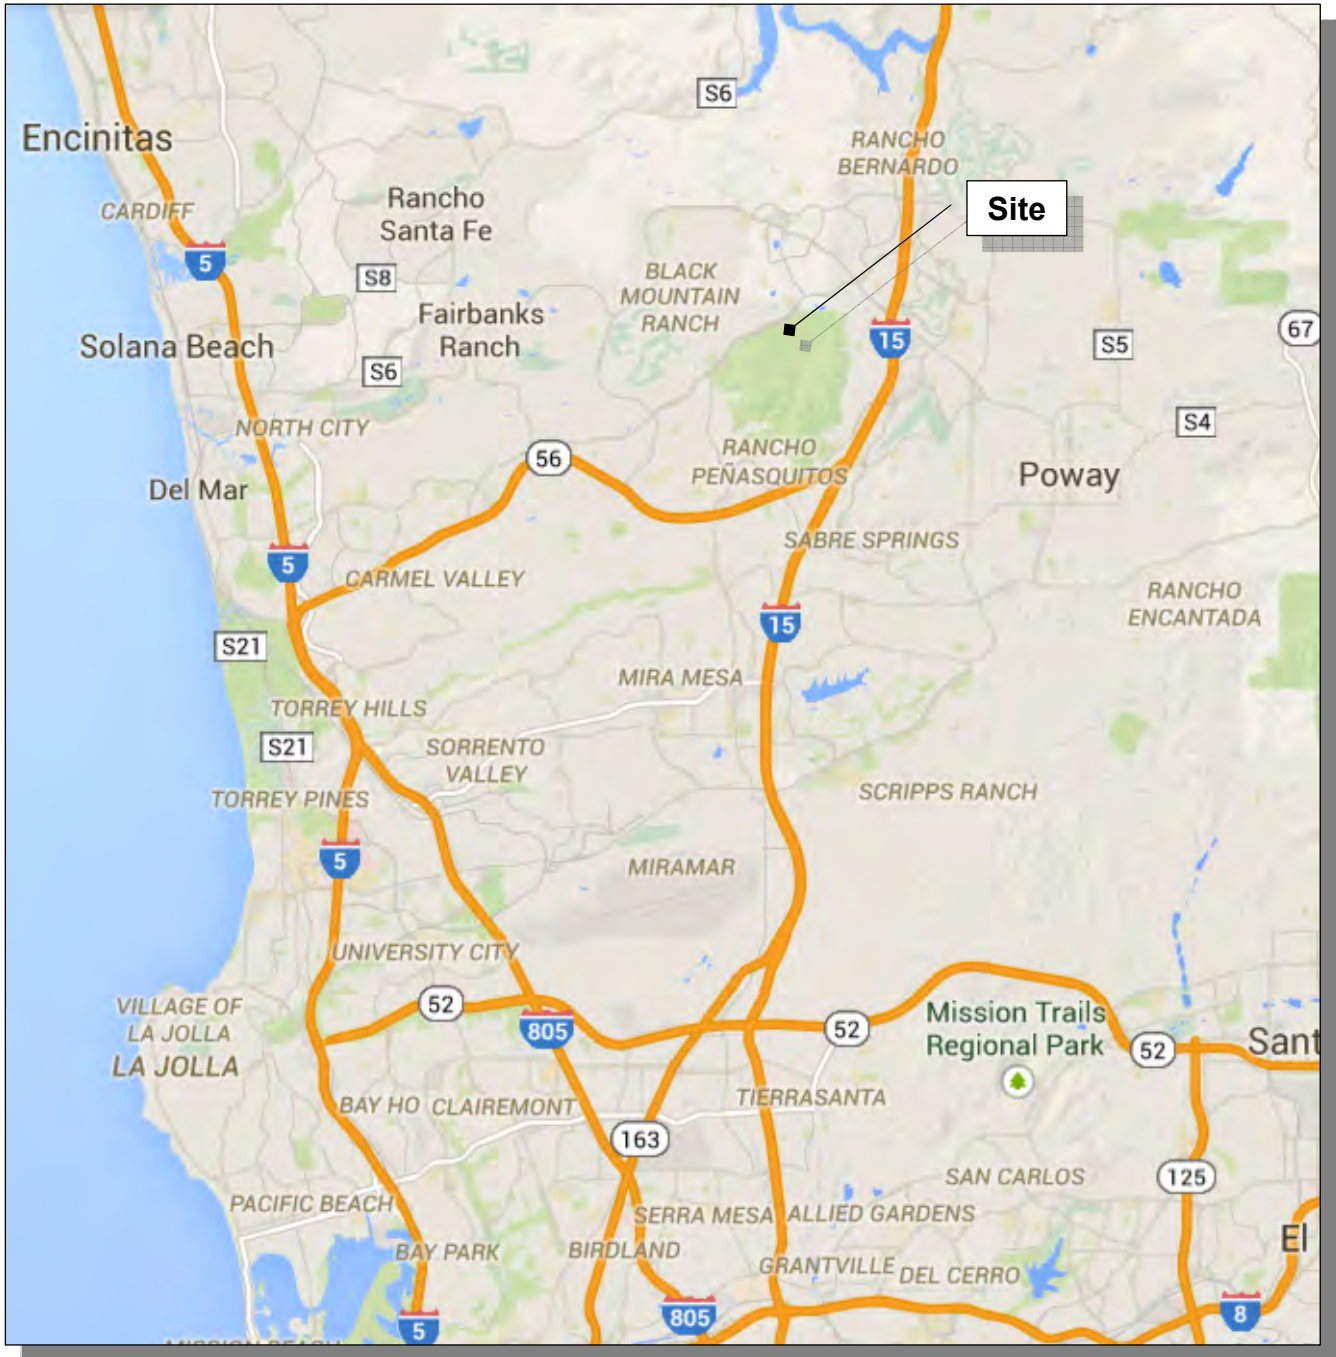 S6
RANCHO
BERNARDO
Encinitas
Site
Rancho
Santa Fe
CARDIFF
5
S8
BLACK
MOUNTAIN
RANCH
Fairbanks
Ranch
67
15
S5
Solana Beach
S6
S4
NORTH CITY
56
RANCHO
PEÑASQUITOS
Poway
Del Mar
SABRE SPRINGS
5
CARMEL VALLEY
RANCHO
ENCANTADA
15
S21
MIRA MESA
TORREY HILLS
S21
SORRENTO
VALLEY
TORREY PINES
SCRIPPS RANCH
5
MIRAMAR
UNIVERSITY CITY
VILLAGE OF
LA JOLLA
52
Mission Trails
Regional Park
805
52
52
Sant
LA JOLLA
BAY HO
CLAIREMONT
TIERRASANTA
163
SAN CARLOS
125
PACIFIC BEACH
SERRA MESA
ALLIED GARDENS
BAY PARK
BIRDLAND
El
GRANTVILLE
DEL CERRO
805
8
5
MISSION BEACH